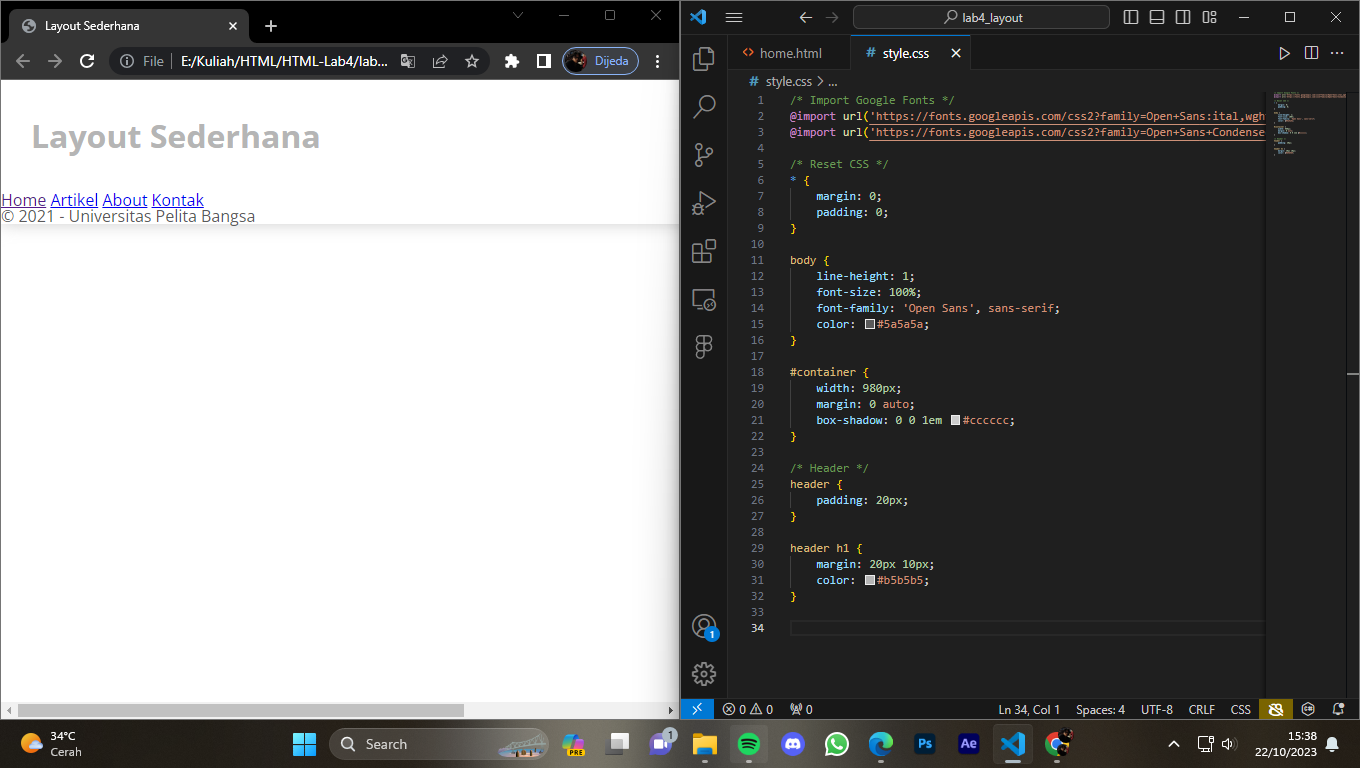 Layout Sederhana
File
E:/Kuliah/HTML/HTML-Lab4/lab...
Dijeda
Layout Sederhana
Home Artikel About Kontak
© 2021 - Universitas Pelita Bangsa
lab4_layout
home.html
# style.css
# style.css > ...
1 /* Import Google Fonts */
2 @import url('https://fonts.googleapis.com/css2?family=Open+Sans:ital,wgh
3 @import url('https://fonts.googleapis.com/css2?family=Open+Sans+Condense
4
5 /* Reset CSS */
6 * {
7 margin: 0;
8 padding: 0;
9 }
10
11 body {
12 line-height: 1;
13 font-size: 100%;
14 font-family: 'Open Sans', sans-serif;
15 color: #5a5a5a;
16 }
17
18 #container {
19 width: 980px;
20 margin: 0 auto;
21 box-shadow: 0 0 1em #cccccc;
22 }
23
24 /* Header */
25 header {
26 padding: 20px;
27 }
28
29 header h1 {
30 margin: 20px 10px;
31 color: #b5b5b5;
32 }
33
34
1
0 0 0
Ln 34, Col 1 Spaces: 4 UTF-8 CRLF CSS
34°C
Cerah
Search
PRE
1
Ps
Ae
15:38
22/10/2023